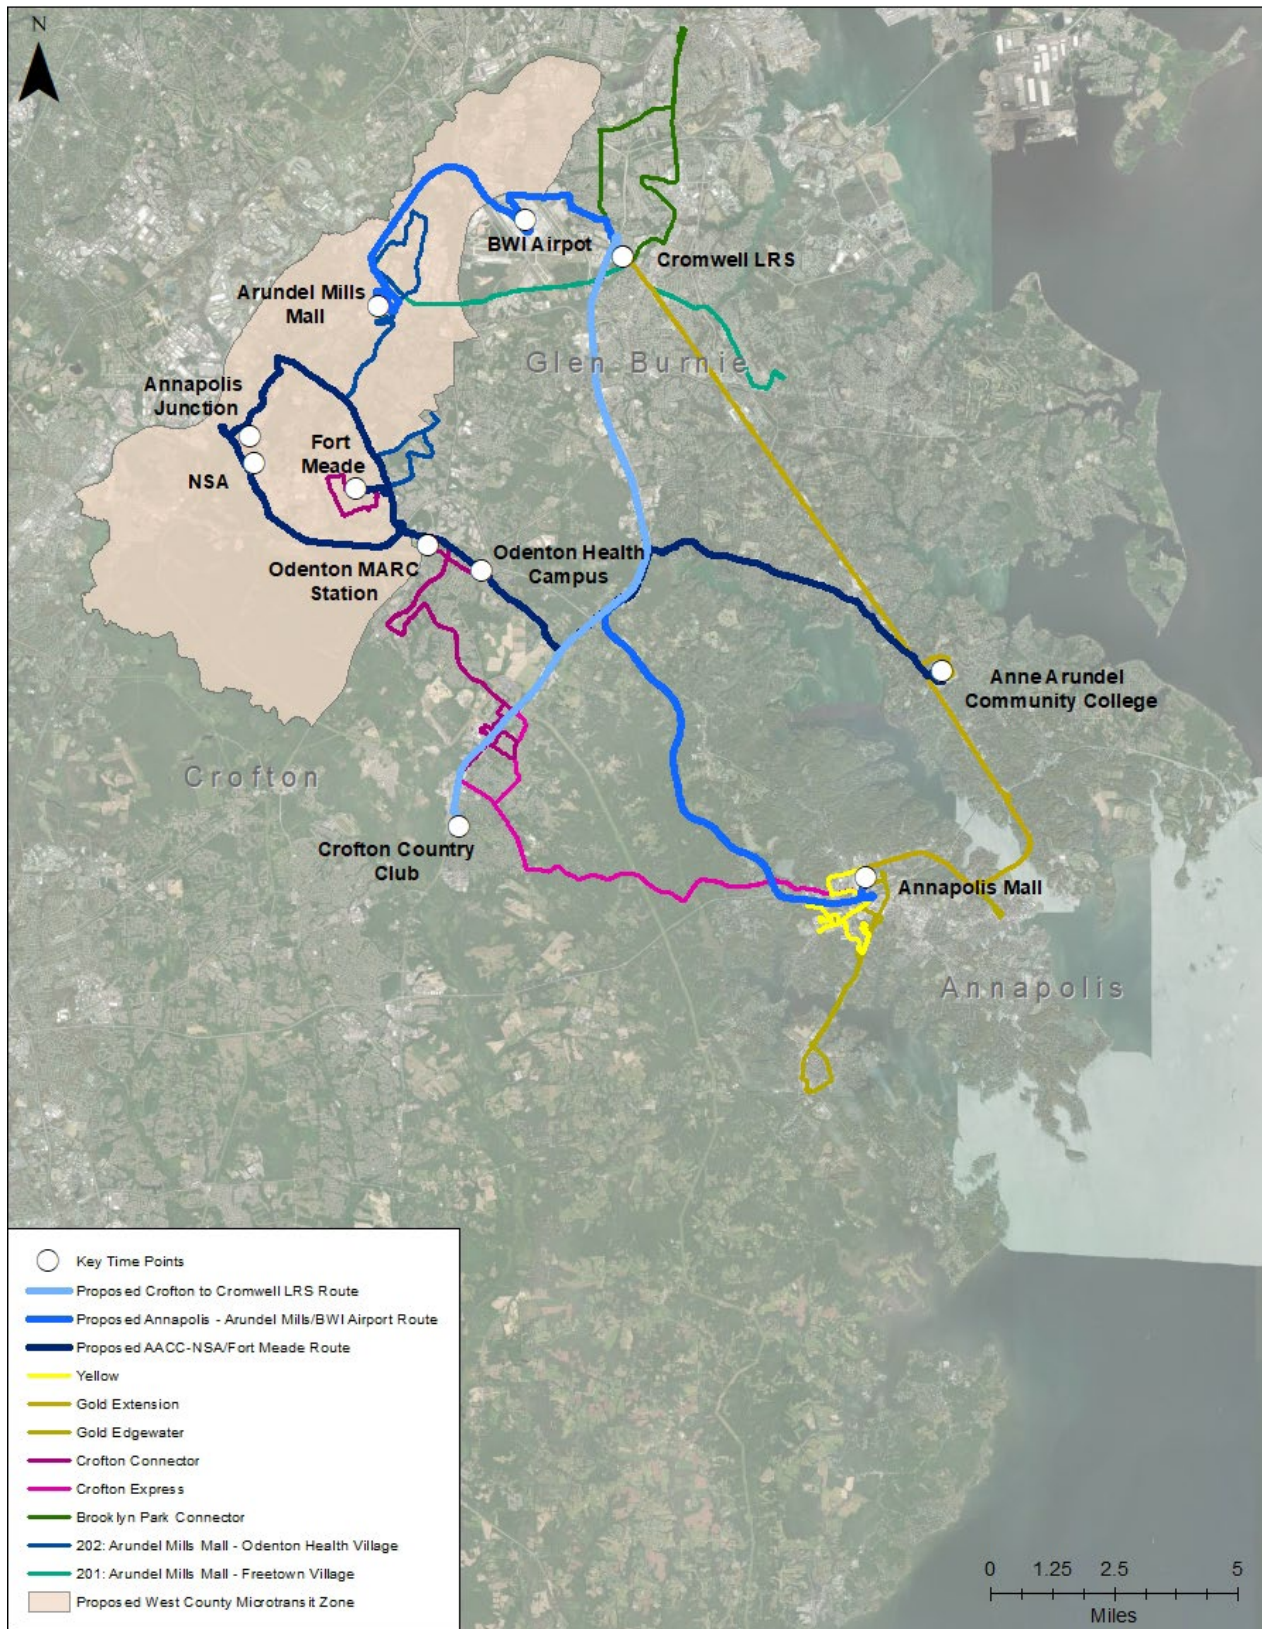 N
BWI Airpot
Cromwell LRS
Arundel Mills
Mall
Glen Burnie
Annapolis
Junction
Fort
Meade
NSA
Odenton MARC
Station
Odenton Health
Campus
Anne Arundel
Community College
Crofton
Crofton Country
Club
Annapolis Mall
Annapolis
Key Time Points
Proposed Crofton to Cromwell LRS Route
Proposed Annapolis - Arundel Mills/BWI Airport Route
Proposed AACC-NSA/Fort Meade Route
Yellow
Gold Extension
Gold Edgewater
Crofton Connector
Crofton Express
Brooklyn Park Connector
202: Arundel Mills Mall - Odenton Health Village
201: Arundel Mills Mall - Freetown Village
Proposed West County Microtransit Zone
0 1.25 2.5 5
Miles